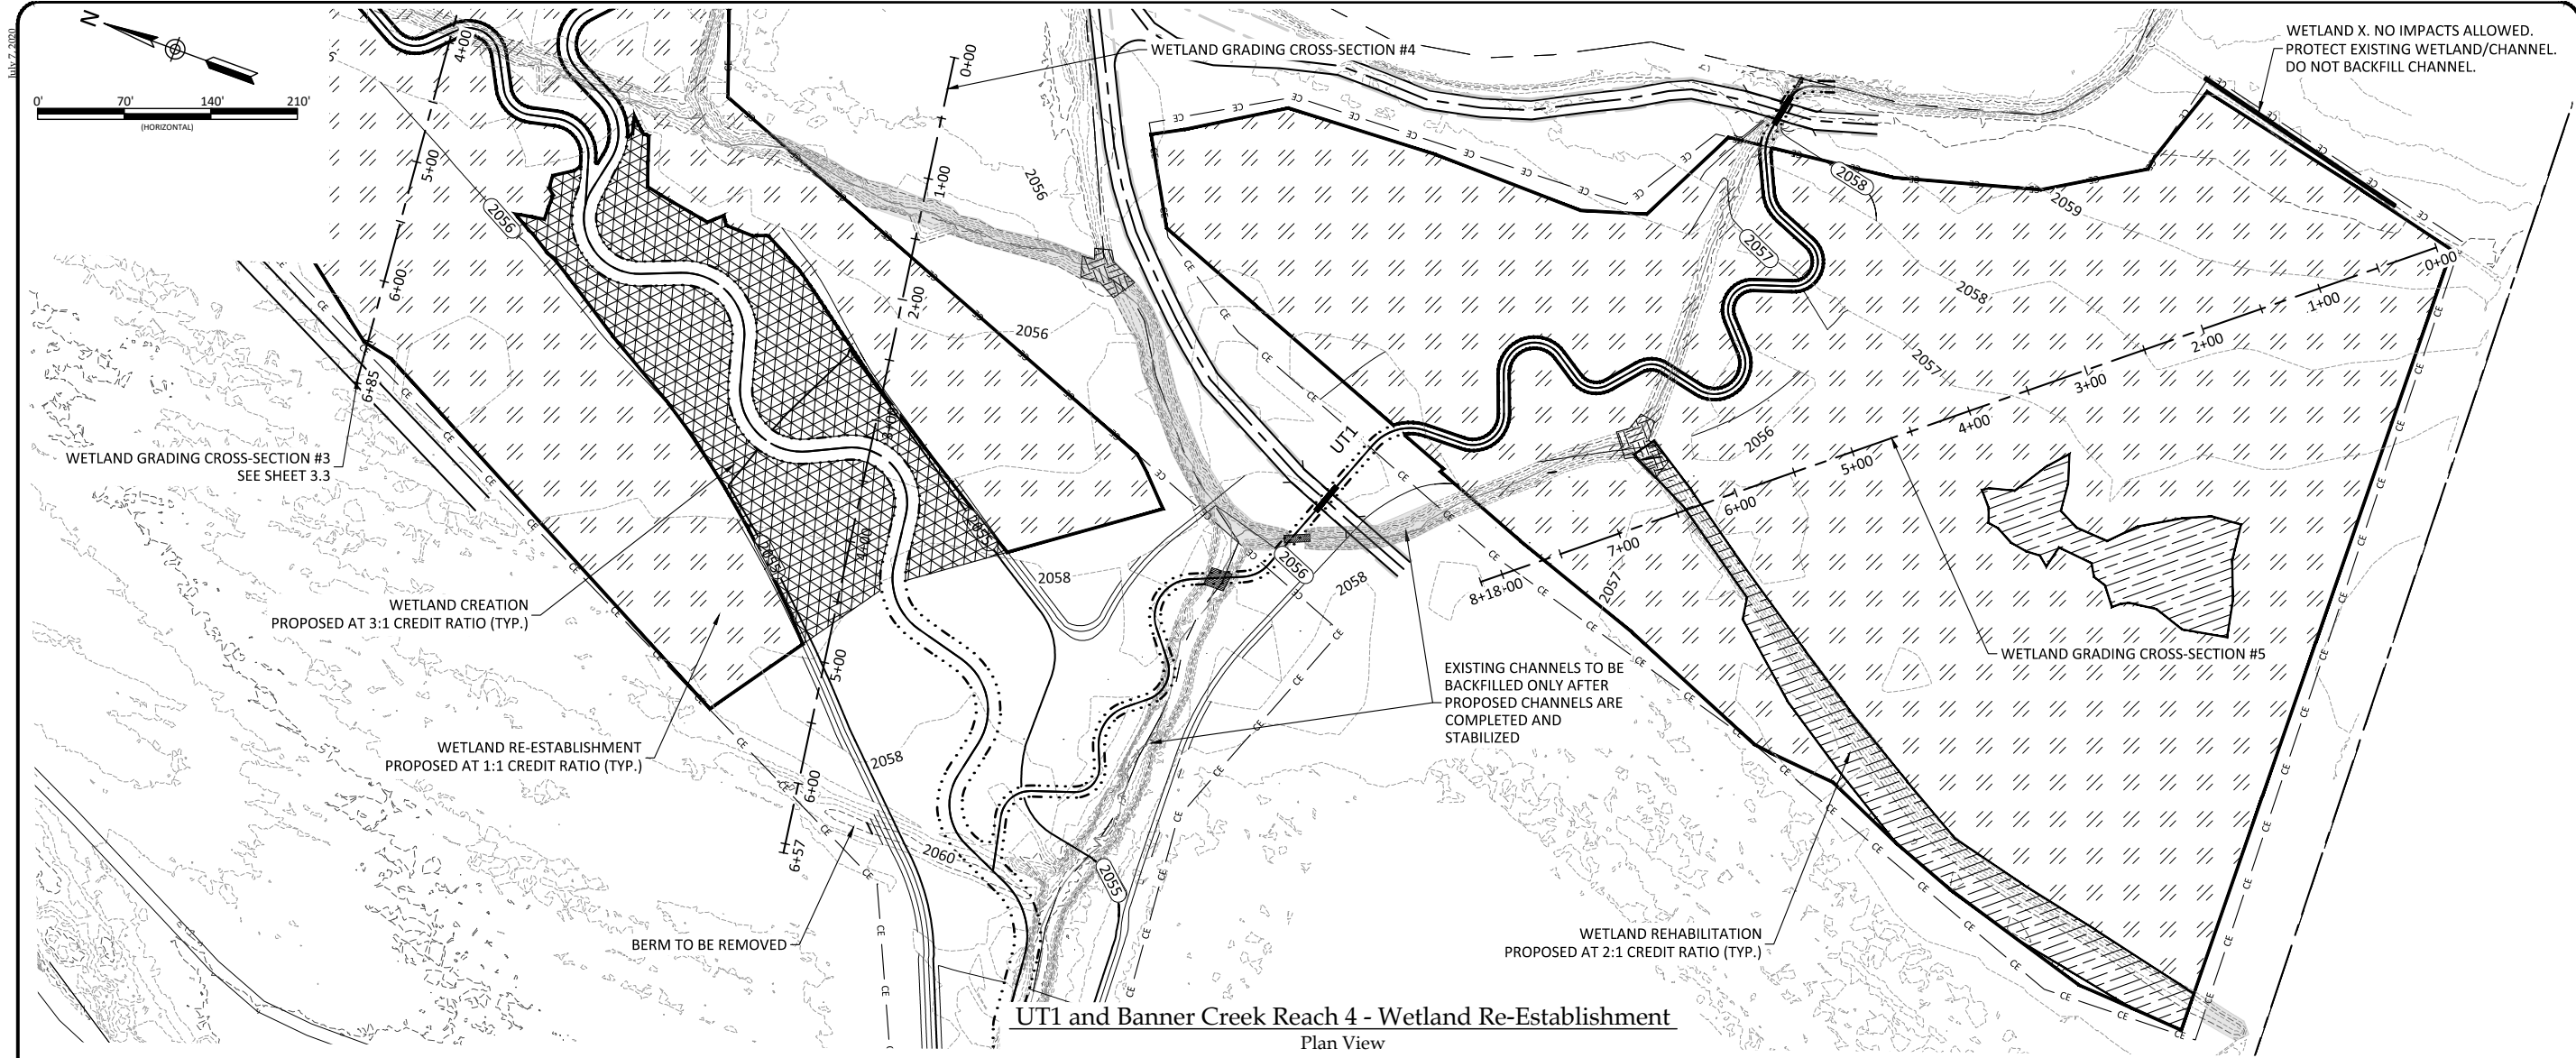 July 7, 2020
N
0' 70' 140' 210'
(HORIZONTAL)
4+00
5+00
6+00
6+85
2056
WETLAND GRADING CROSS-SECTION #3
SEE SHEET 3.3
WETLAND GRADING CROSS-SECTION #4
0+00
1+00
2+00
4+00
5+00
6+00
6+57
2056
2056
2055
2055
2058
2058
2060
WETLAND CREATION
PROPOSED AT 3:1 CREDIT RATIO (TYP.)
WETLAND RE-ESTABLISHMENT
PROPOSED AT 1:1 CREDIT RATIO (TYP.)
BERM TO BE REMOVED
UT1
2056
2058
2055
EXISTING CHANNELS TO BE
BACKFILLED ONLY AFTER
PROPOSED CHANNELS ARE
COMPLETED AND
STABILIZED
WETLAND X. NO IMPACTS ALLOWED.
PROTECT EXISTING WETLAND/CHANNEL.
DO NOT BACKFILL CHANNEL.
2058
2059
2057
2058
2057
2056
2057
0+00
1+00
2+00
3+00
4+00
5+00
6+00
7+00
8+18.00
WETLAND GRADING CROSS-SECTION #5
WETLAND REHABILITATION
PROPOSED AT 2:1 CREDIT RATIO (TYP.)
CE
UT1 and Banner Creek Reach 4 - Wetland Re-Establishment
Plan View